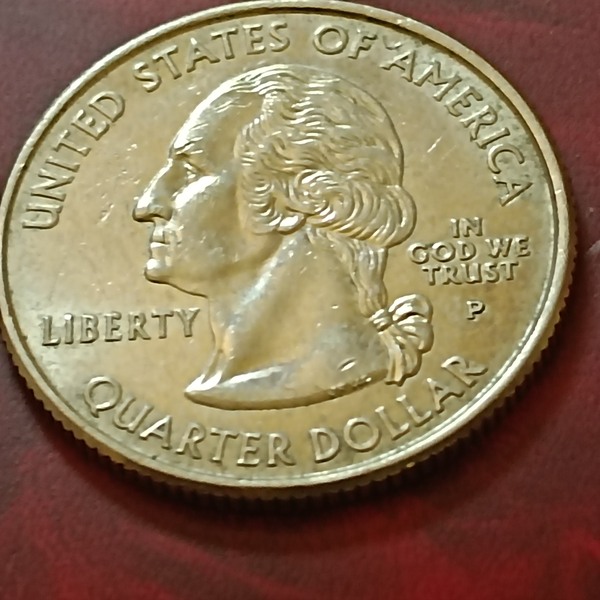 UNITED STATES OF AMERICA
LIBERTY
IN
GOD WE
TRUST
P
QUARTER DOLLAR